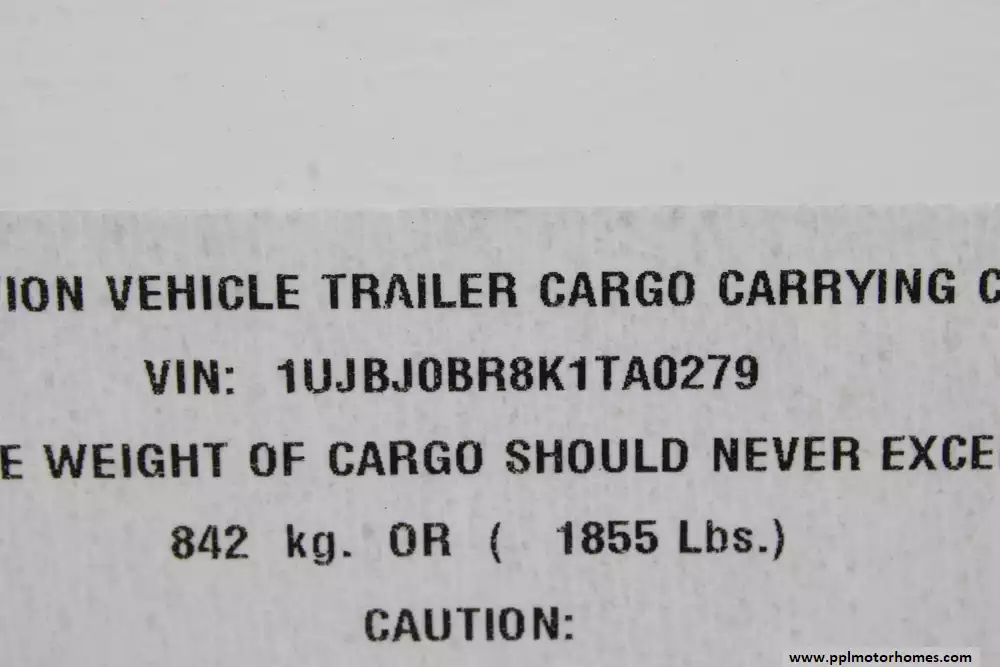 TION VEHICLE TRAILER CARGO CARRYING C
VIN: 1UJBJ0BR8K1TA0279
E WEIGHT OF CARGO SHOULD NEVER EXCE
842 kg. OR ( 1855 Lbs.)
CAUTION:
www.pplmotorhomes.com